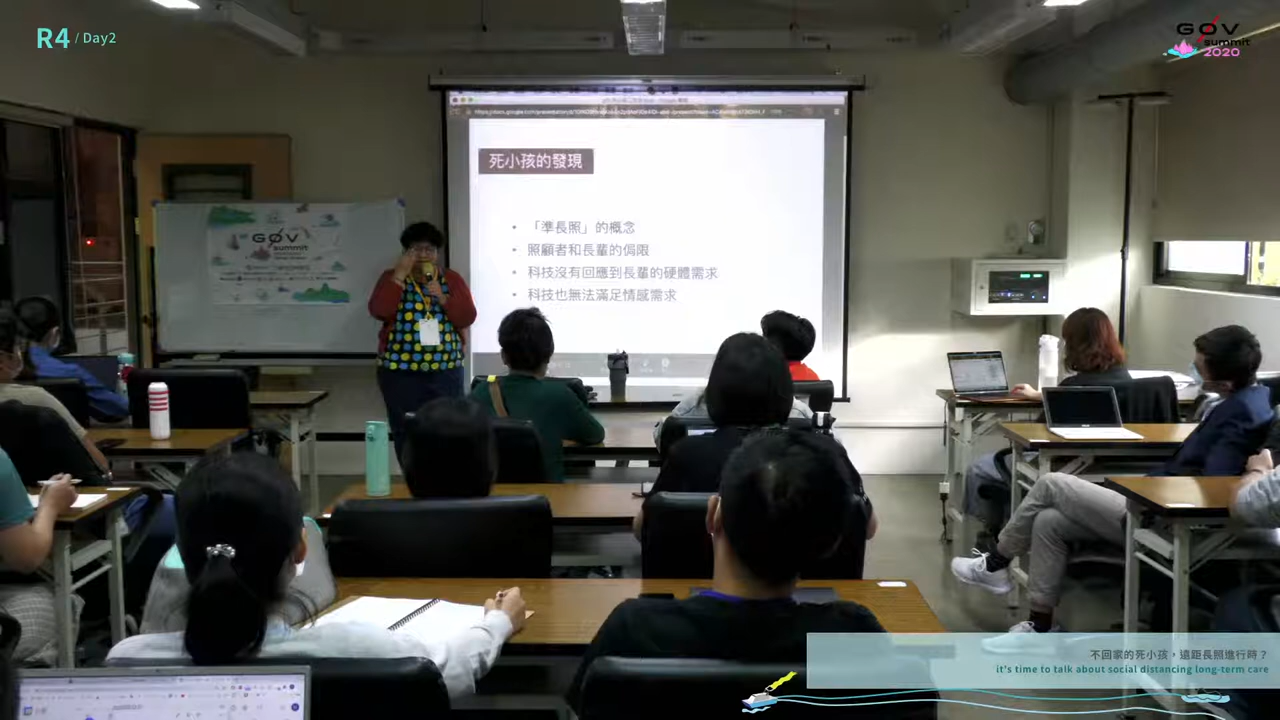 R4 / Day2
GØV
summit
2020
死小孩的發現
• 「準長照」的概念
• 照顧者和長輩的侷限
• 科技沒有回應到長輩的硬體需求
• 科技也無法滿足情感需求
GØV
summit
不回家的死小孩，遠距長照進行時？
it's time to talk about social distancing long-term care